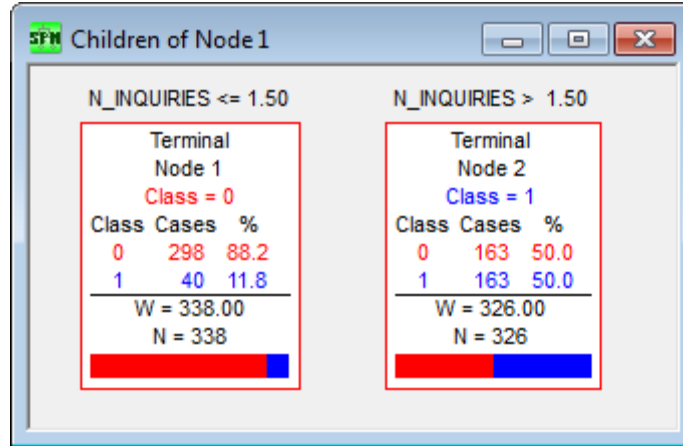 SPM Children of Node 1
N_INQUIRIES <= 1.50
Terminal
Node 1
Class = 0
Class Cases %
0 298 88.2
1 40 11.8
W = 338.00
N = 338
N_INQUIRIES > 1.50
Terminal
Node 2
Class = 1
Class Cases %
0 163 50.0
1 163 50.0
W = 326.00
N = 326